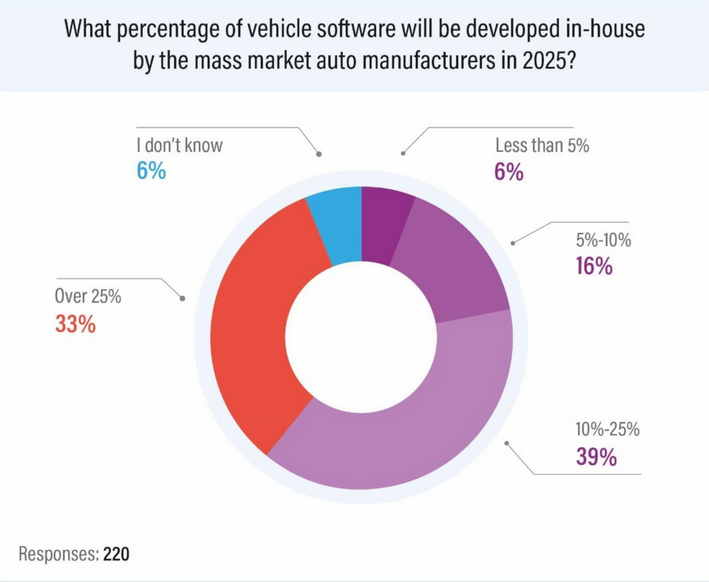 What percentage of vehicle software will be developed in-house
by the mass market auto manufacturers in 2025?
I don't know
6%
Less than 5%
6%
5%-10%
16%
Over 25%
33%
10%-25%
39%
Responses: 220